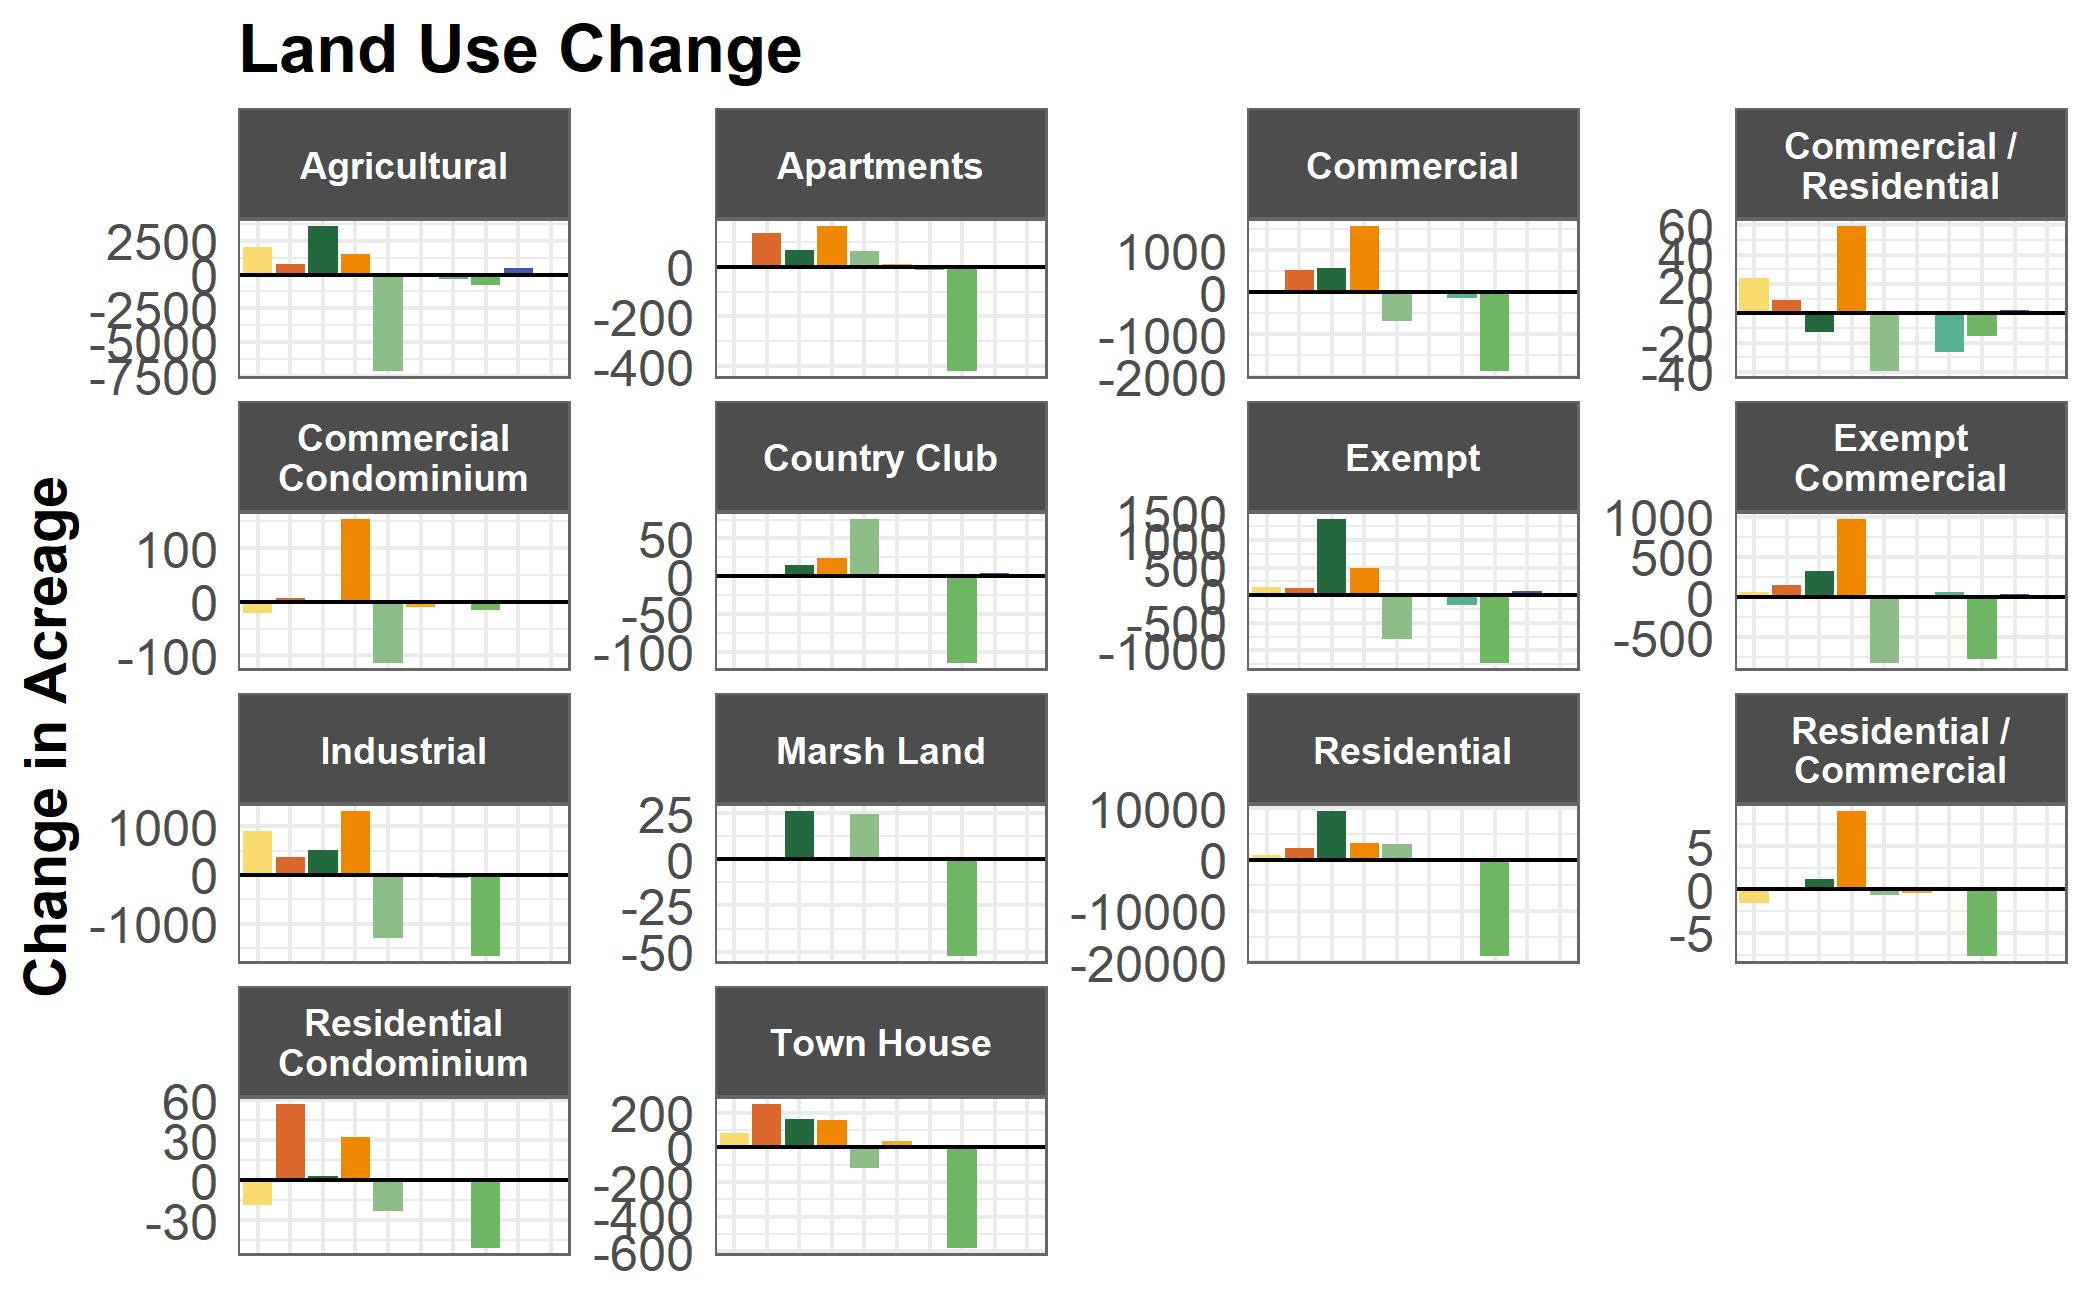 Land Use Change
Change in Acreage
Agricultural
2500
0
-2500
-5000
-7500
Apartments
0
-200
-400
Commercial
1000
0
-1000
-2000
Commercial /
Residential
60
40
20
0
-20
-40
Commercial
Condominium
100
0
-100
Country Club
50
0
-50
-100
Exempt
1500
1000
500
0
-500
-1000
Exempt
Commercial
1000
500
0
-500
Industrial
1000
0
-1000
Marsh Land
25
0
-25
-50
Residential
10000
0
-10000
-20000
Residential /
Commercial
5
0
-5
Residential
Condominium
60
30
0
-30
Town House
200
0
-200
-400
-600